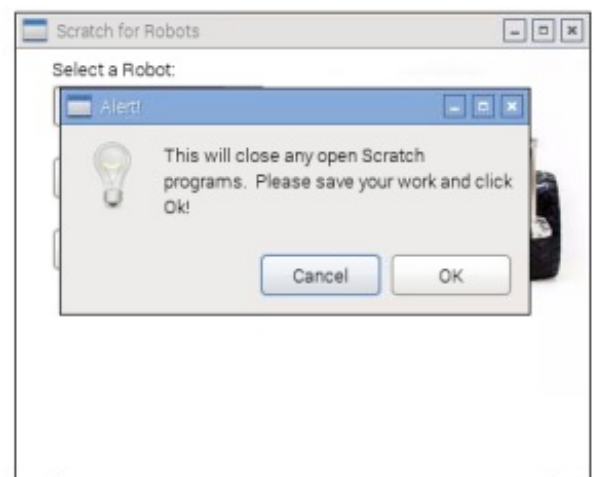 Scratch for Robots
Select a Robot:
Alert!
This will close any open Scratch
programs. Please save your work and click
Ok!
Cancel
OK